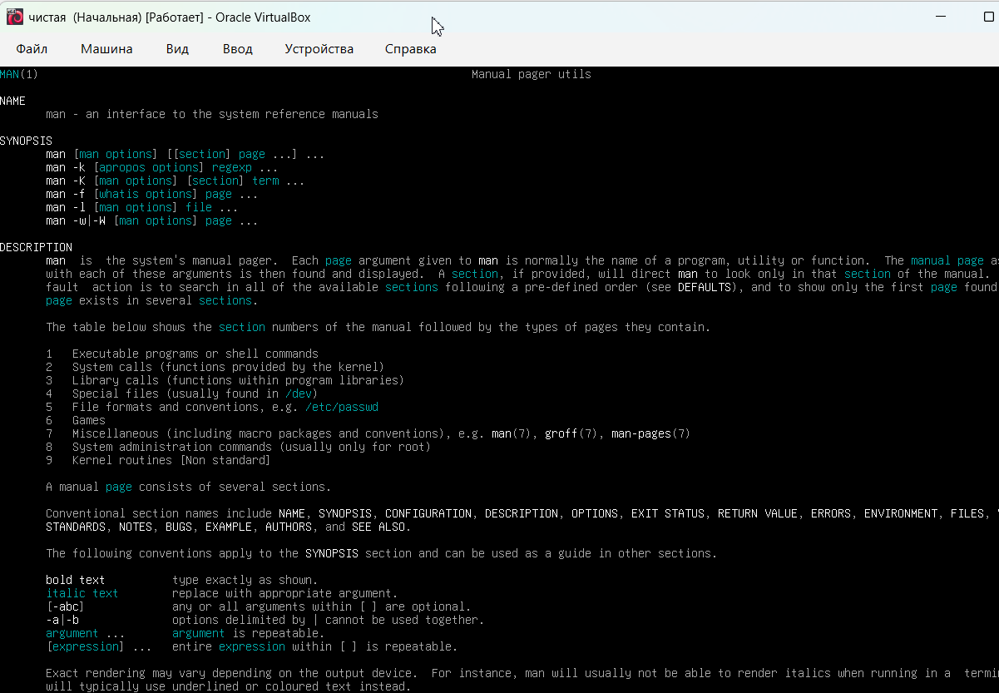 чистая (Начальная) [Работает] - Oracle VirtualBox
Файл Машина Вид Ввод Устройства Справка
MAN(1) Manual pager utils
NAME
man - an interface to the system reference manuals
SYNOPSIS
man [man options] [[section] page ...] ...
man -k [apropos options] regexp ...
man -K [man options] [section] term ...
man -f [whatis options] page ...
man -l [man options] file ...
man -w|-W [man options] page ...
DESCRIPTION
man is the system's manual pager. Each page argument given to man is normally the name of a program, utility or function. The manual page
with each of these arguments is then found and displayed. A section, if provided, will direct man to look only in that section of the manual.
fault action is to search in all of the available sections following a pre-defined order (see DEFAULTS), and to show only the first page found
page exists in several sections.
The table below shows the section numbers of the manual followed by the types of pages they contain.
1 Executable programs or shell commands
2 System calls (functions provided by the kernel)
3 Library calls (functions within program libraries)
4 Special files (usually found in /dev)
5 File formats and conventions, e.g. /etc/passwd
6 Games
7 Miscellaneous (including macro packages and conventions), e.g. man(7), groff(7), man-pages(7)
8 System administration commands (usually only for root)
9 Kernel routines [Non standard]
A manual page consists of several sections.
Conventional section names include NAME, SYNOPSIS, CONFIGURATION, DESCRIPTION, OPTIONS, EXIT STATUS, RETURN VALUE, ERRORS, ENVIRONMENT, FILES,
STANDARDS, NOTES, BUGS, EXAMPLE, AUTHORS, and SEE ALSO.
The following conventions apply to the SYNOPSIS section and can be used as a guide in other sections.
bold text type exactly as shown.
italic text replace with appropriate argument.
[-abc] any or all arguments within [ ] are optional.
-a|-b options delimited by | cannot be used together.
argument ... argument is repeatable.
[expression] ... entire expression within [ ] is repeatable.
Exact rendering may vary depending on the output device. For instance, man will usually not be able to render italics when running in a
will typically use underlined or coloured text instead.